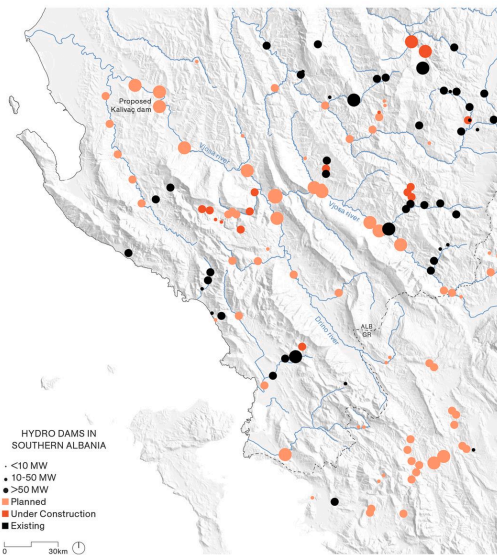 Proposed
Kalivaç dam
Vjosa river
Vjosa river
Drino river
ALB
GR
HYDRO DAMS IN
SOUTHERN ALBANIA
<10 MW
10-50 MW
>50 MW
Planned
Under Construction
Existing
0 30km